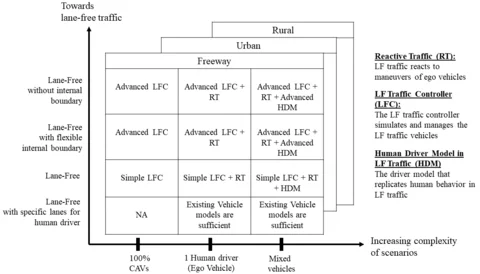 Towards
lane-free traffic
Rural
Urban
Freeway
Lane-Free
without internal
boundary
Advanced LFC
Advanced LFC +
RT
Advanced LFC +
RT + Advanced
HDM
Lane-Free
with flexible
internal boundary
Advanced LFC
Advanced LFC +
RT
Advanced LFC +
RT + Advanced
HDM
Lane-Free
Simple LFC
Simple LFC + RT
Simple LFC + RT
+ HDM
Lane-Free
with specific lanes for
human driver
NA
Existing Vehicle
models are
sufficient
Existing Vehicle
models are
sufficient
100%
CAVs
1 Human driver
(Ego Vehicle)
Mixed
vehicles
Increasing complexity
of scenarios
Reactive Traffic (RT):
LF traffic reacts to
maneuvers of ego vehicles
LF Traffic Controller
(LFC):
The LF traffic controller
simulates and manages the
LF traffic vehicles
Human Driver Model in
LF Traffic (HDM)
The driver model that
replicates human behavior in
LF traffic